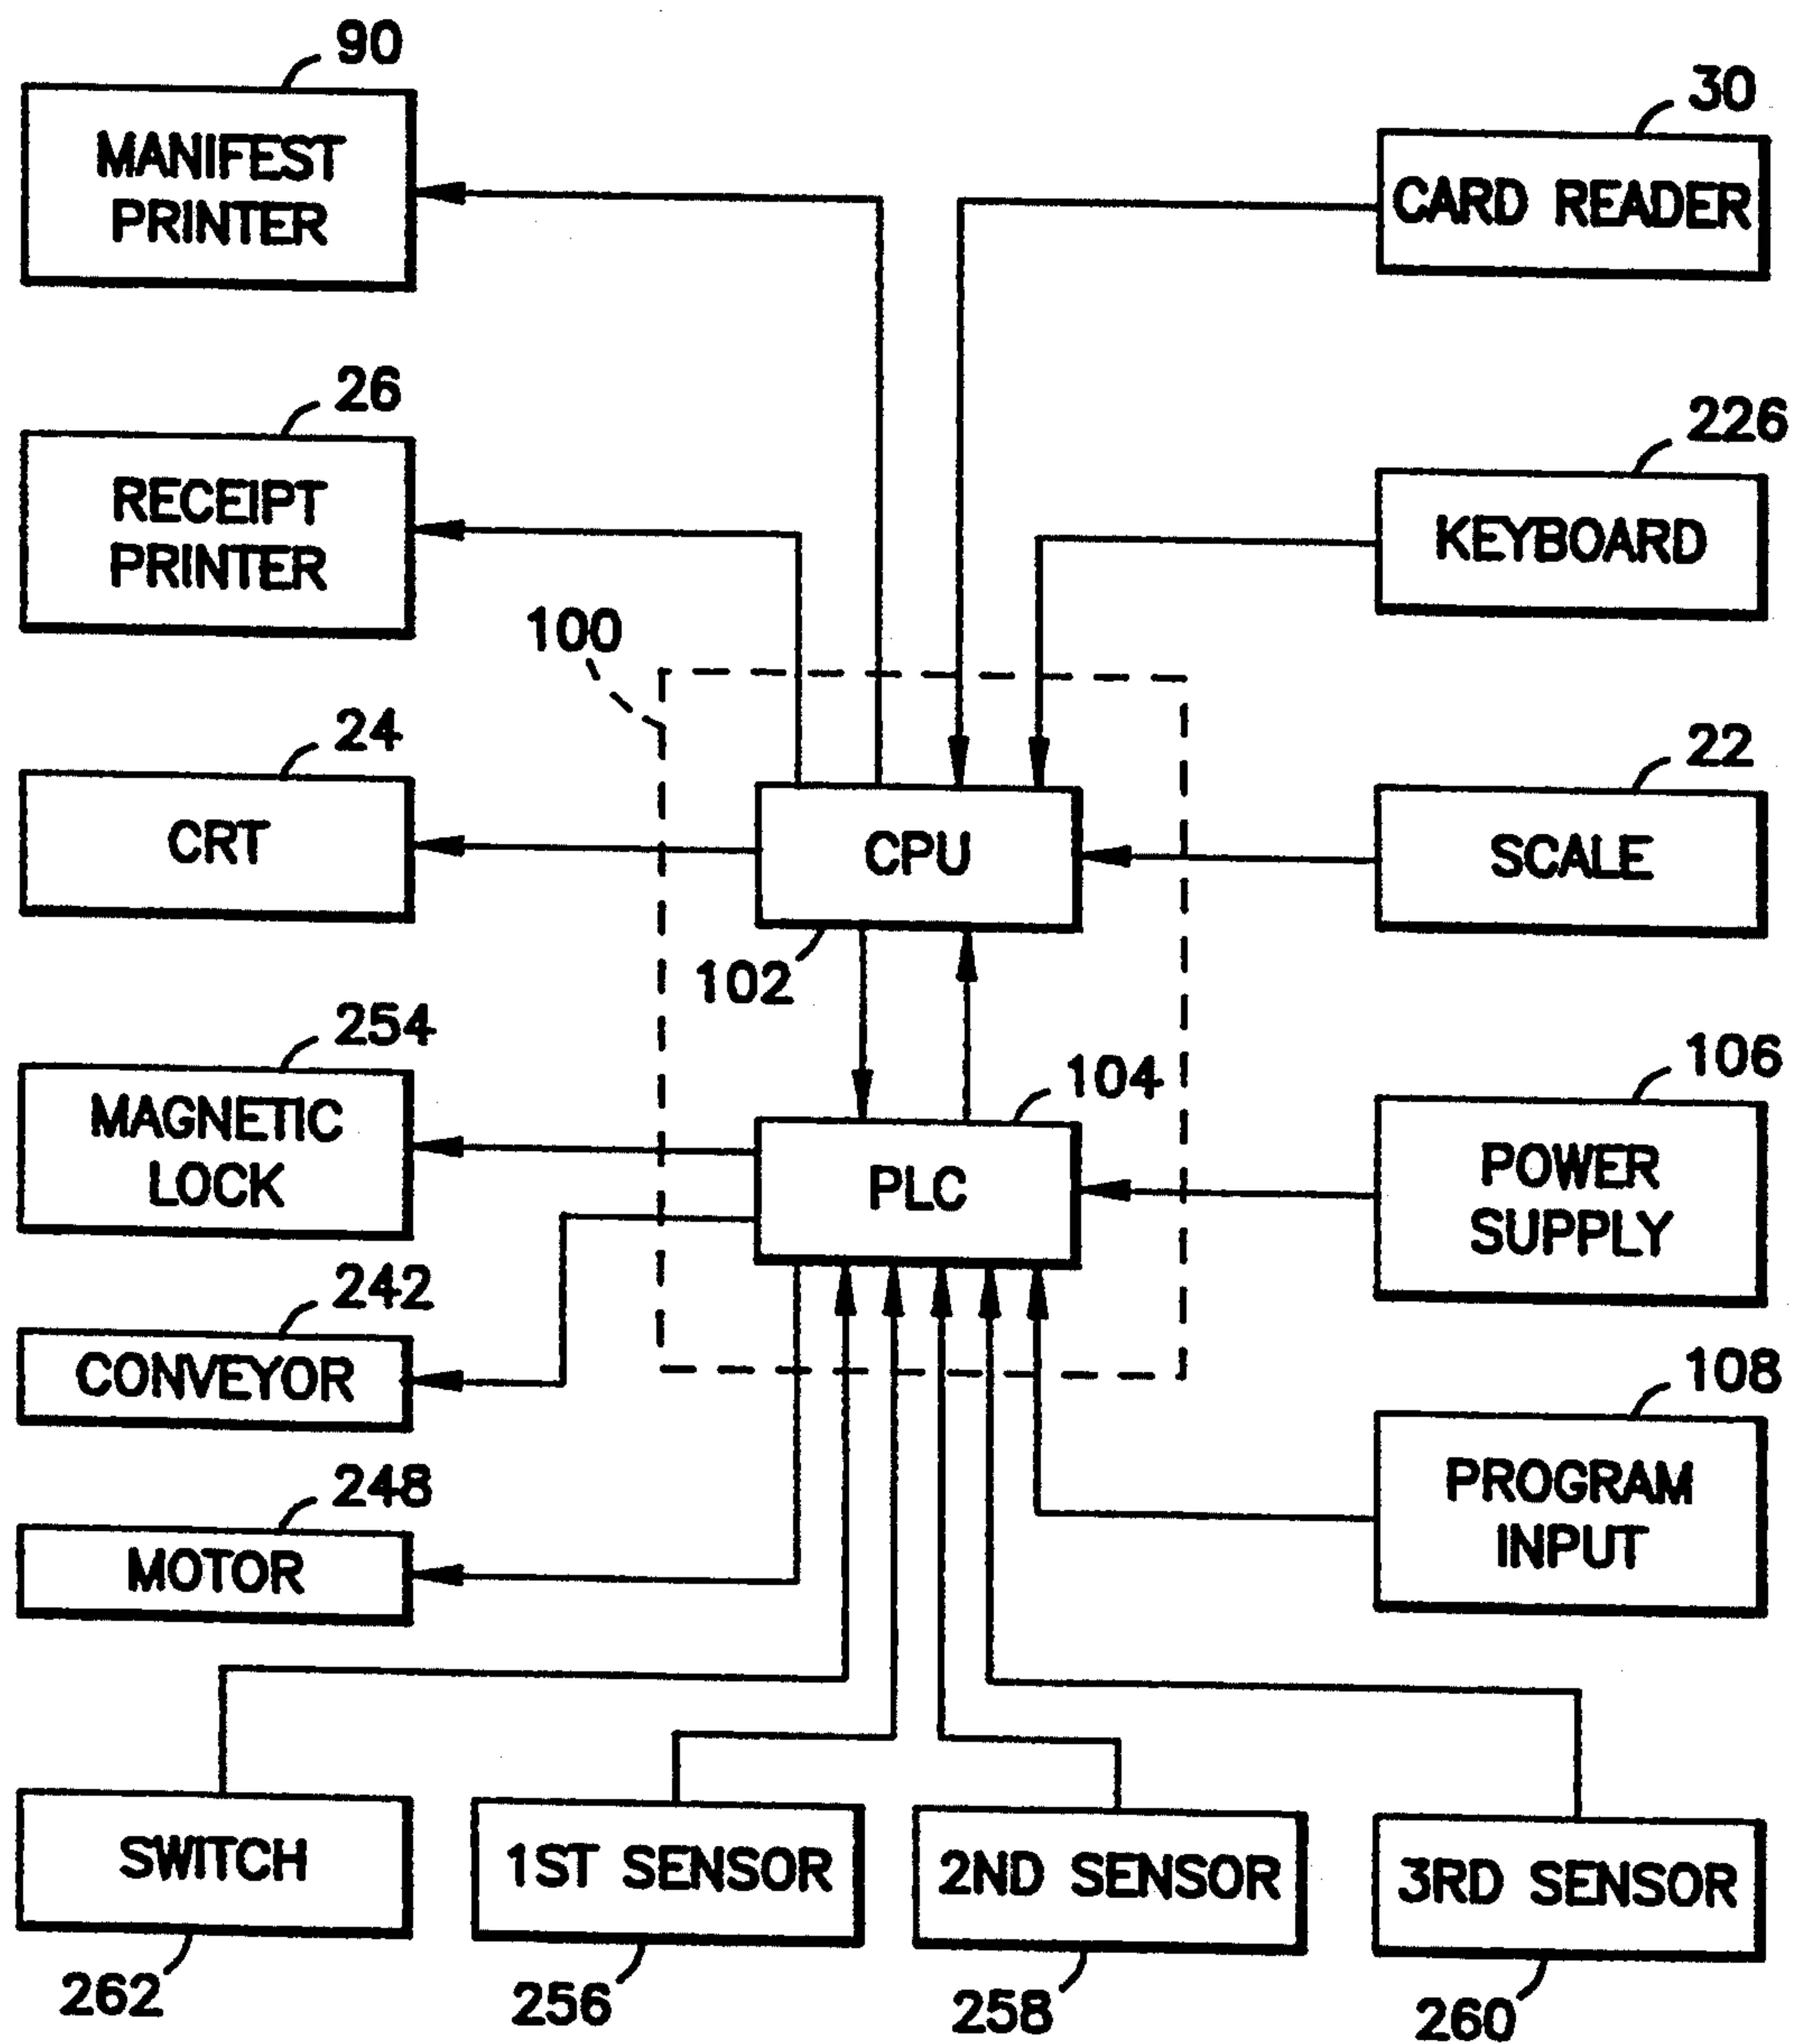 90
MANIFEST
PRINTER
30
CARD READER
26
RECEIPT
PRINTER
226
KEYBOARD
100
24
CRT
CPU
22
SCALE
102
254
MAGNETIC
LOCK
104
PLC
106
POWER
SUPPLY
242
CONVEYOR
108
PROGRAM
INPUT
248
MOTOR
SWITCH
1ST SENSOR
2ND SENSOR
3RD SENSOR
262
256
258
260